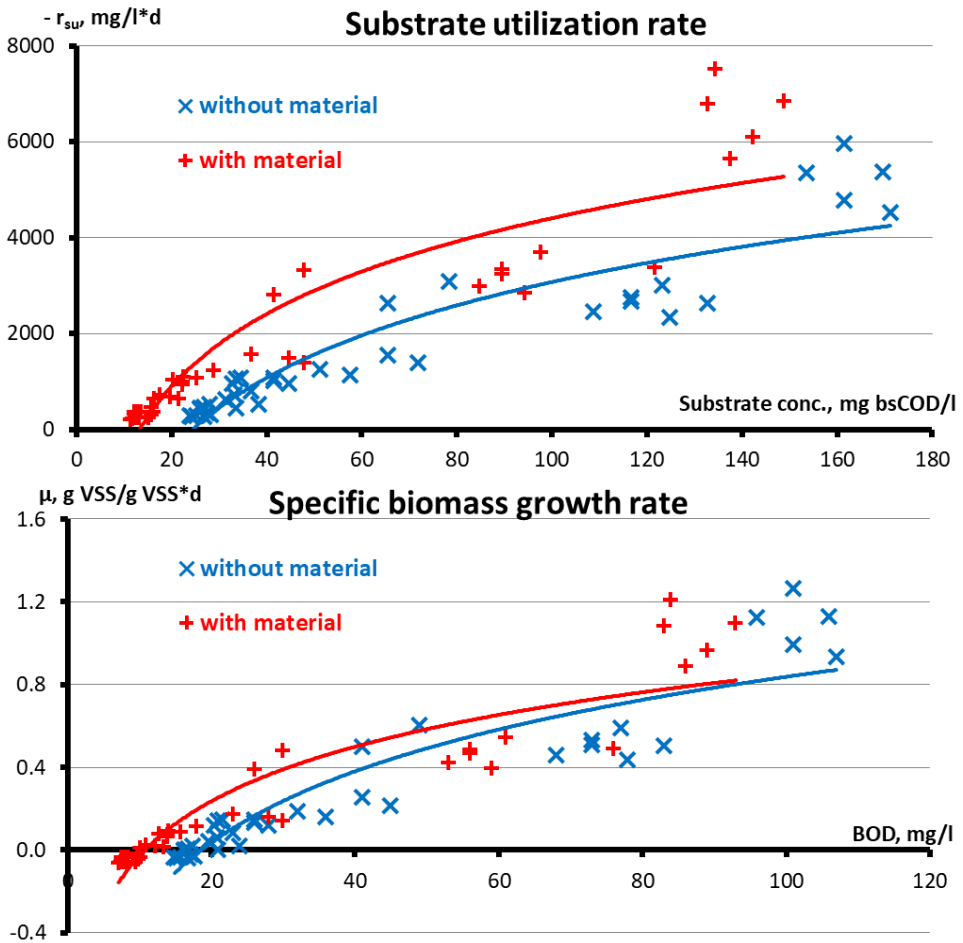 - r_su, mg/l*d
Substrate utilization rate
8000
6000
4000
2000
0
without material
with material
Substrate conc., mg bsCOD/l
0 20 40 60 80 100 120 140 160 180
μ, g VSS/g VSS*d
Specific biomass growth rate
1.6
1.2
0.8
0.4
0.0
-0.4
without material
with material
BOD, mg/l
0 20 40 60 80 100 120